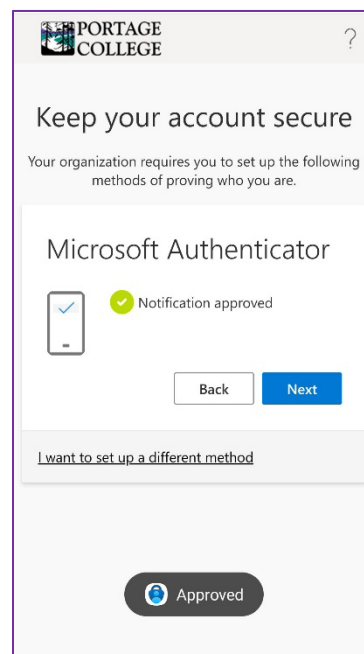 PORTAGE
COLLEGE
?
Keep your account secure
Your organization requires you to set up the following
methods of proving who you are.
Microsoft Authenticator
Notification approved
Back
Next
I want to set up a different method
Approved